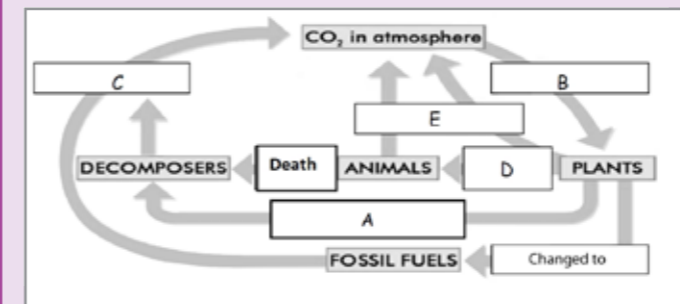 CO₂ in atmosphere
C
B
E
DECOMPOSERS
Death
ANIMALS
D
PLANTS
A
FOSSIL FUELS
Changed to